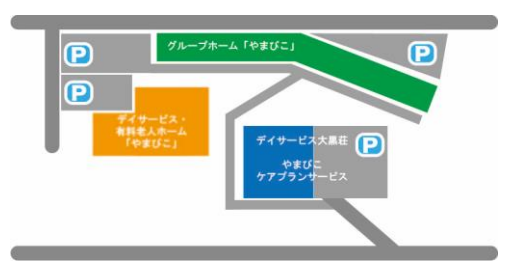 P
グループホーム「やまびこ」
P
P
デイサービス・
有料老人ホーム
「やまびこ」
デイサービス大黒荘
P
やまびこ
ケアプランサービス